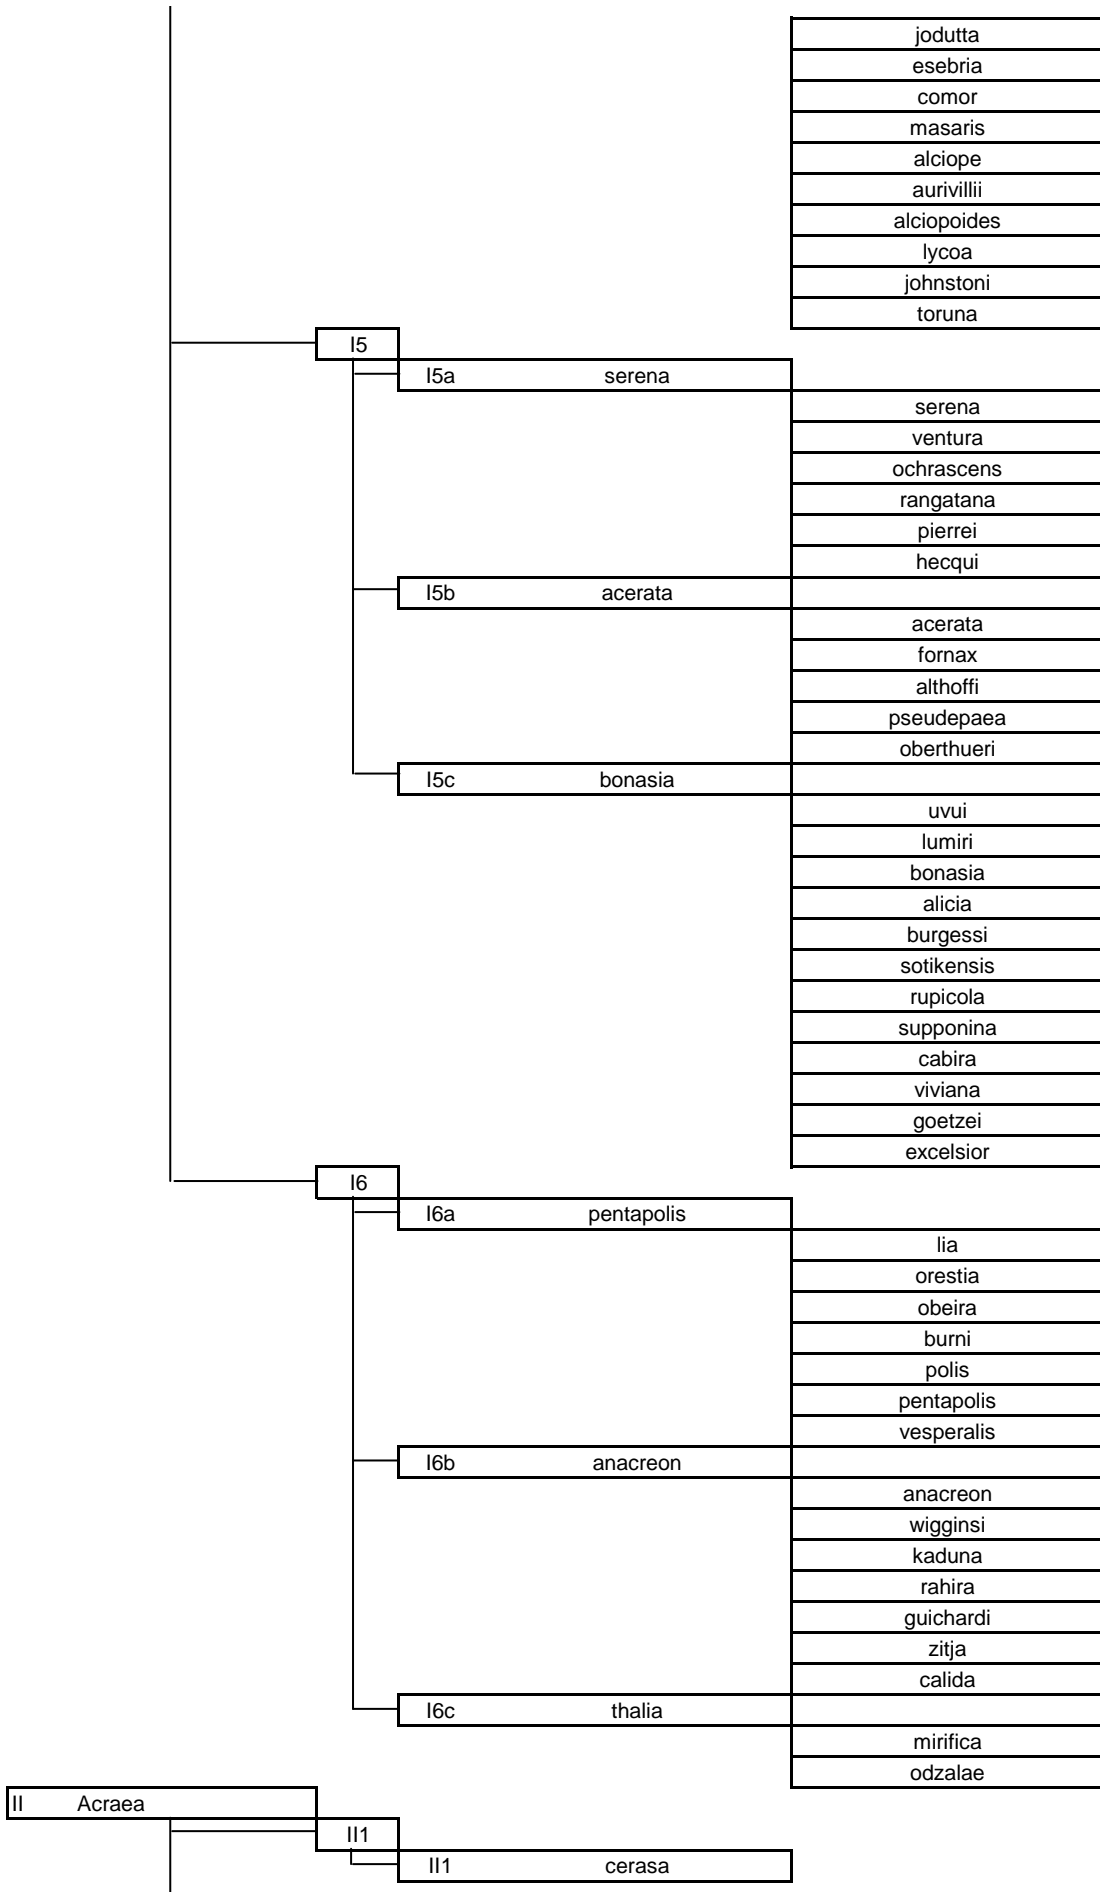 jodutta
esebria
comor
masaris
alciope
aurivillii
alciopoides
lycoa
johnstoni
toruna
I5
I5a serena
serena
ventura
ochrascens
rangatana
pierrei
hecqui
I5b acerata
acerata
fornax
althoffi
pseudepaea
oberthueri
I5c bonasia
uvui
lumiri
bonasia
alicia
burgessi
sotikensis
rupicola
supponina
cabira
viviana
goetzei
excelsior
I6
I6a pentapolis
lia
orestia
obeira
burni
polis
pentapolis
vesperalis
I6b anacreon
anacreon
wigginsi
kaduna
rahira
guichardi
zitja
calida
I6c thalia
mirifica
odzalae
II Acraea
II1
II1 cerasa